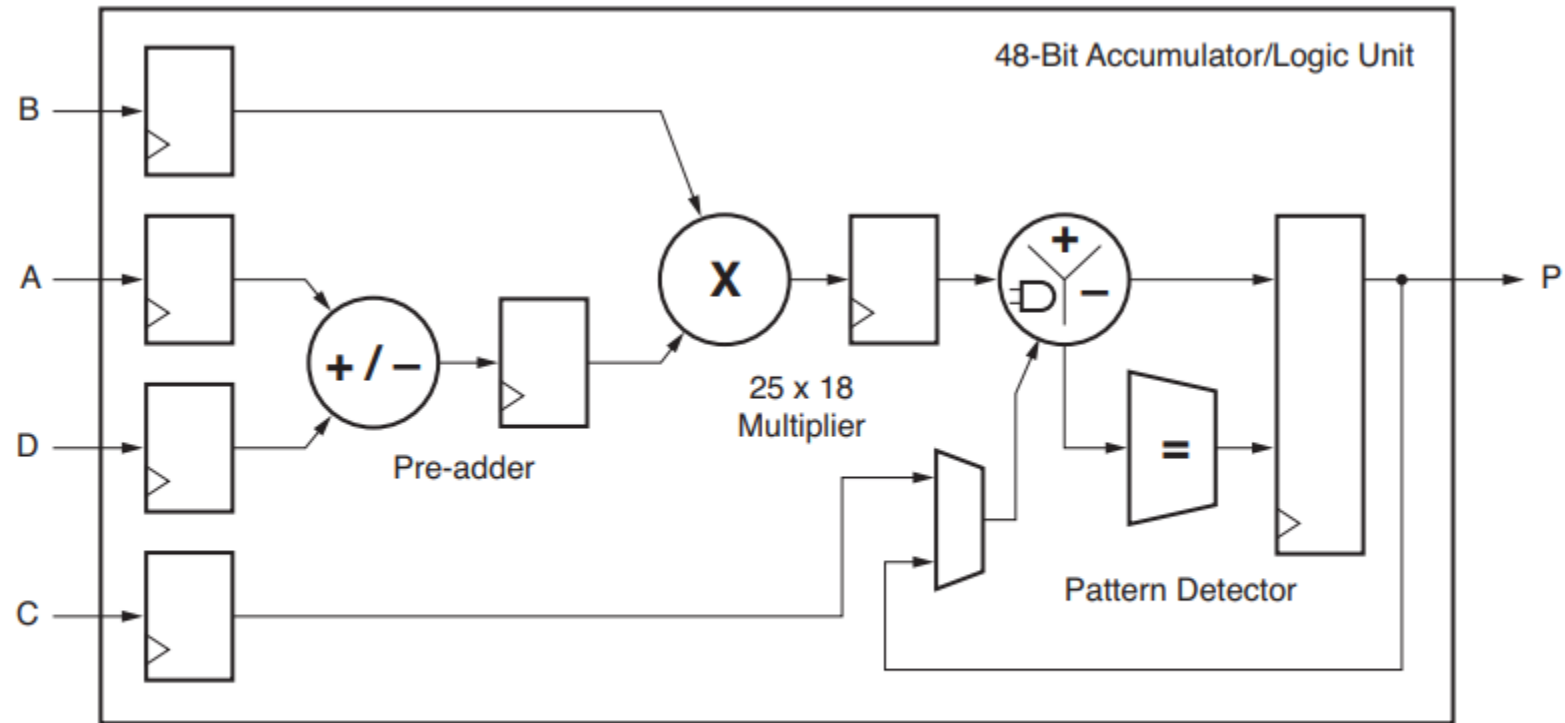 48-Bit Accumulator/Logic Unit
B
A
+
X
–
P
+ / –
25 x 18
Multiplier
D
Pre-adder
=
C
Pattern Detector